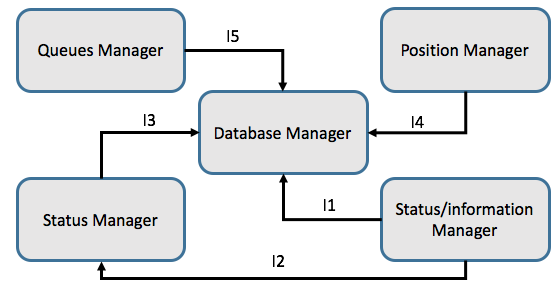 I5
Queues Manager
Position Manager
I3
Database Manager
I4
Status Manager
I1
Status/information
Manager
I2